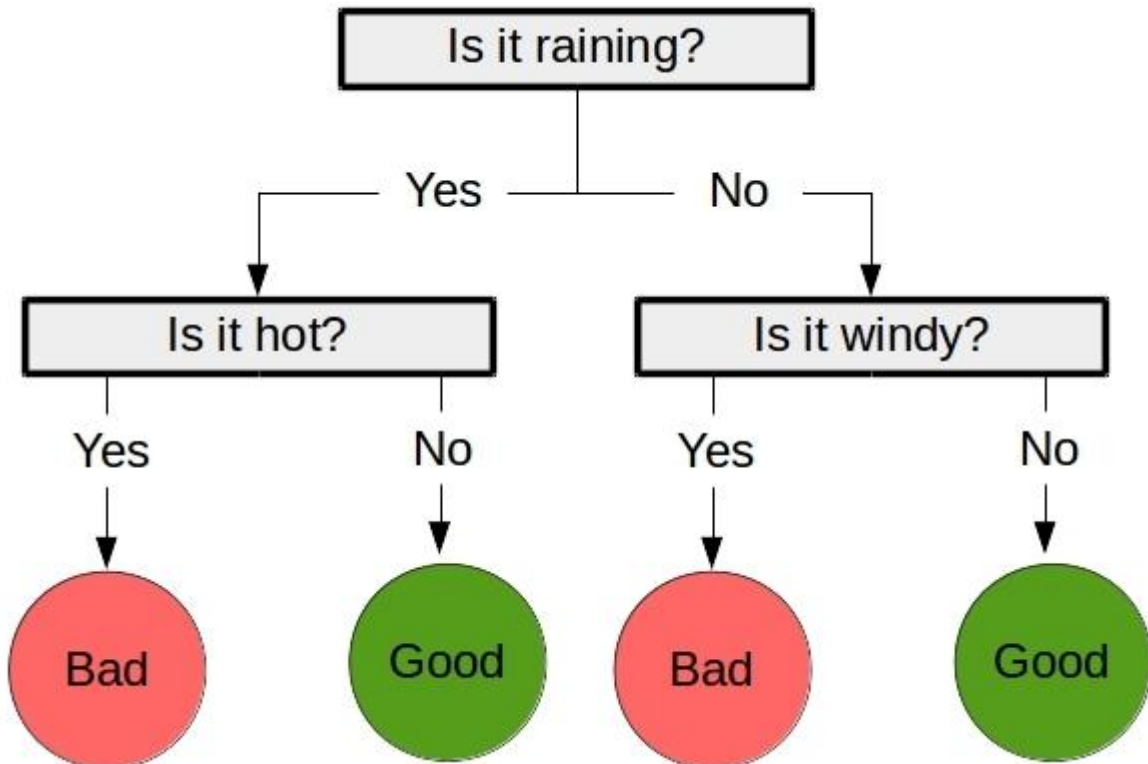 Is it raining?
Yes No
Is it hot? Is it windy?
Yes No Yes No
Bad Good Bad Good